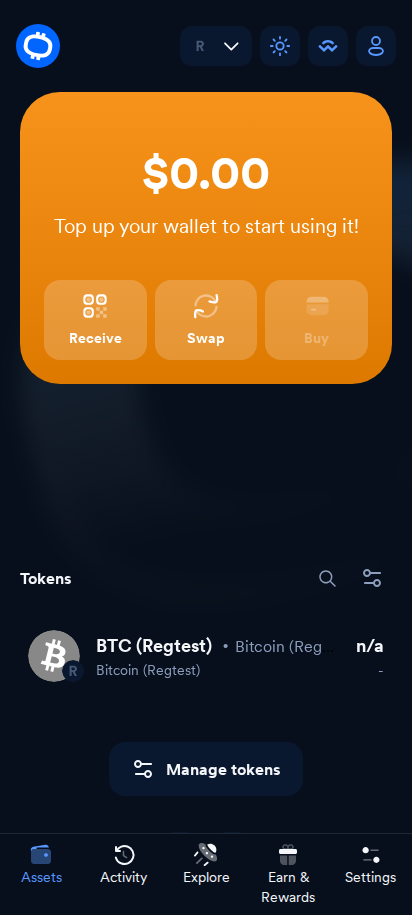 R
$0.00
Top up your wallet to start using it!
Receive
Swap
Buy
Tokens
BTC (Regtest) • Bitcoin (Reg... n/a
R
Bitcoin (Regtest) -
Manage tokens
Assets
Activity
Explore
Earn &
Rewards
Settings